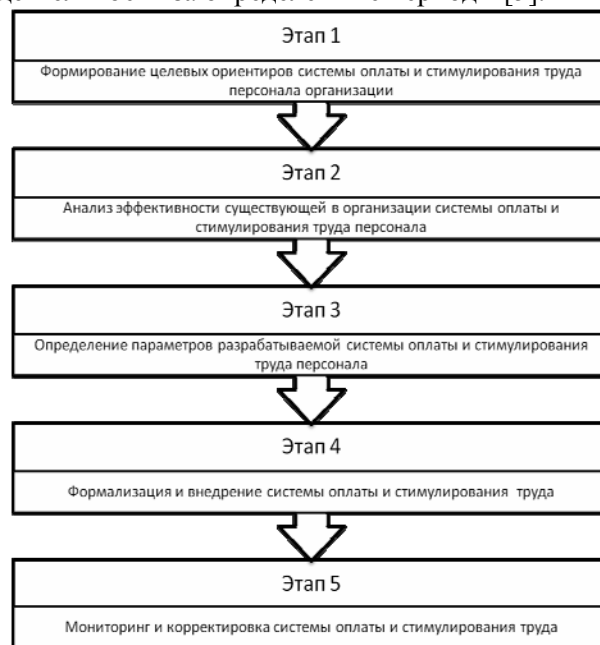 Этап 1
Формирование целевых ориентиров системы оплаты и стимулирования труда
персонала организации
Этап 2
Анализ эффективности существующей в организации системы оплаты и
стимулирования труда персонала
Этап 3
Определение параметров разрабатываемой системы оплаты и стимулирования
труда персонала
Этап 4
Формализация и внедрение системы оплаты и стимулирования труда
Этап 5
Мониторинг и корректировка системы оплаты и стимулирования труда